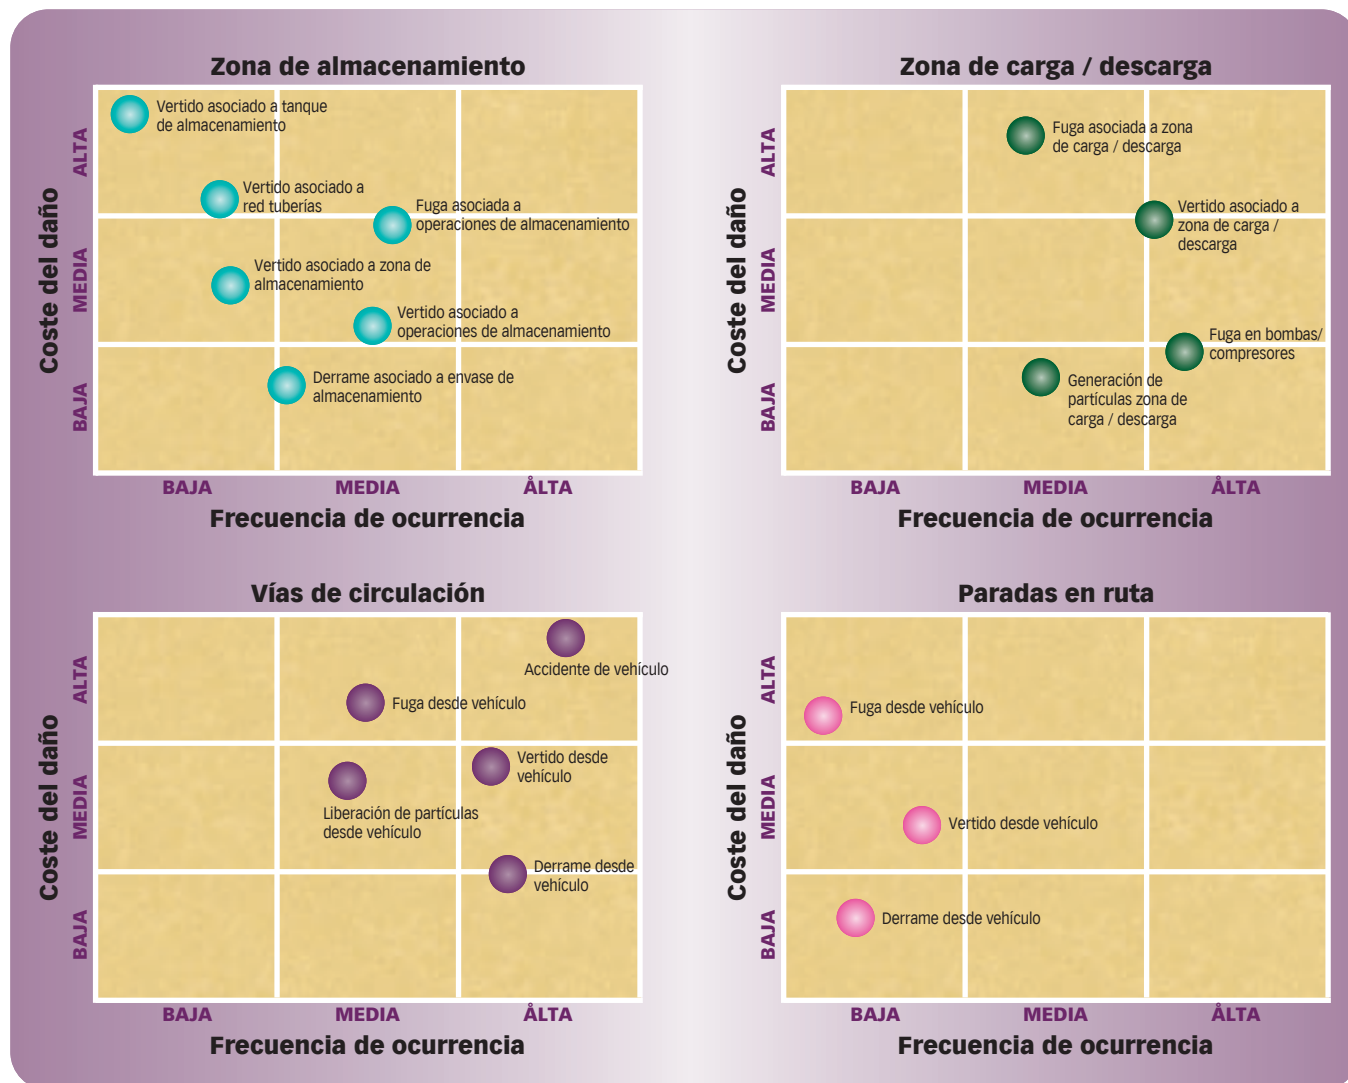 Zona de almacenamiento
Coste del daño
ALTA
MEDIA
BAJA
Vertido asociado a tanque
de almacenamiento
Vertido asociado a
red tuberías
Fuga asociada a
operaciones de almacenamiento
Vertido asociado a zona de
almacenamiento
Vertido asociado a
operaciones de almacenamiento
Derrame asociado a envase de
almacenamiento
BAJA
MEDIA
ÅLTA
Frecuencia de ocurrencia
Zona de carga / descarga
Coste del daño
ALTA
MEDIA
BAJA
Fuga asociada a zona
de carga / descarga
Vertido asociado a
zona de carga /
descarga
Fuga en bombas/
compresores
Generación de
partículas zona de
carga / descarga
BAJA
MEDIA
ÅLTA
Frecuencia de ocurrencia
Vías de circulación
Coste del daño
ALTA
MEDIA
BAJA
Accidente de vehículo
Fuga desde vehículo
Vertido desde
vehículo
Liberación de partículas
desde vehículo
Derrame desde
vehículo
BAJA
MEDIA
ÅLTA
Frecuencia de ocurrencia
Paradas en ruta
Coste del daño
ALTA
MEDIA
BAJA
Fuga desde vehículo
Vertido desde vehículo
Derrame desde vehículo
BAJA
MEDIA
ÅLTA
Frecuencia de ocurrencia